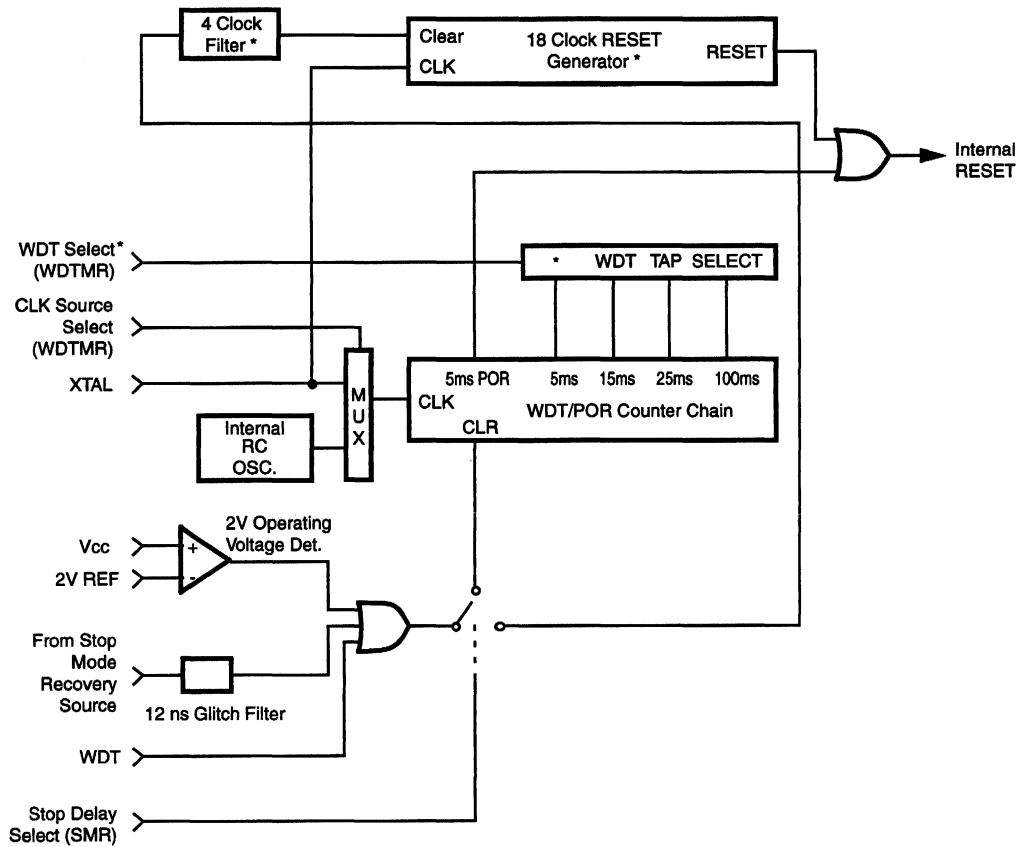 4 Clock
Filter *
Clear
CLK
18 Clock RESET
Generator *
RESET
Internal
RESET
WDT Select*
(WDTMR)
* WDT TAP SELECT
CLK Source
Select
(WDTMR)
XTAL
MUX
5ms POR 5ms 15ms 25ms 100ms
CLK
WDT/POR Counter Chain
CLR
Internal
RC
OSC.
2V Operating
Voltage Det.
Vcc
+
2V REF
-
From Stop
Mode
Recovery
Source
12 ns Glitch Filter
WDT
Stop Delay
Select (SMR)